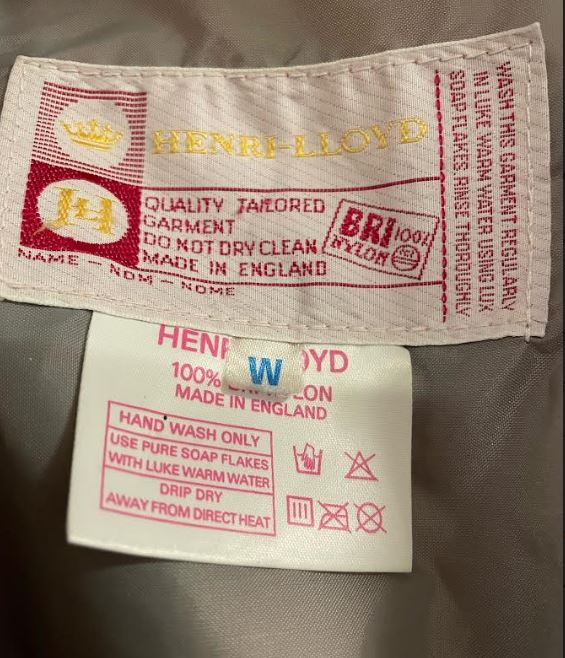 HENRI-LLOYD
JH
QUALITY TAILORED
GARMENT
DO NOT DRY CLEAN
MADE IN ENGLAND
BRI 100%
NYLON
NAME – NOM – NOME
WASH THIS GARMENT REGULARLY
IN LUKE WARM WATER USING LUX
SOAP FLAKES. RINSE THOROUGHLY
W
100%
MADE IN ENGLAND
HAND WASH ONLY
USE PURE SOAP FLAKES
WITH LUKE WARM WATER
DRIP DRY
AWAY FROM DIRECT HEAT